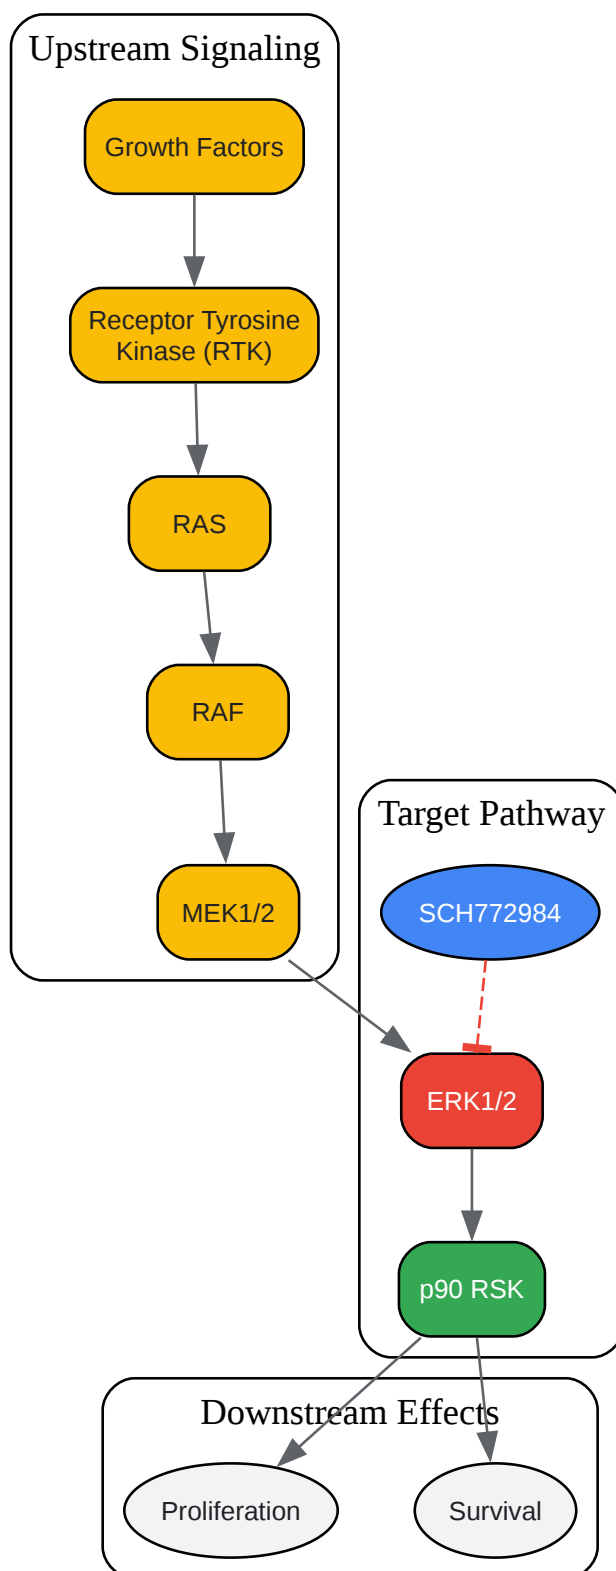 Upstream Signaling
Growth Factors
Receptor Tyrosine
Kinase (RTK)
RAS
RAF
MEK1/2
Target Pathway
SCH772984
ERK1/2
p90 RSK
Downstream Effects
Proliferation
Survival